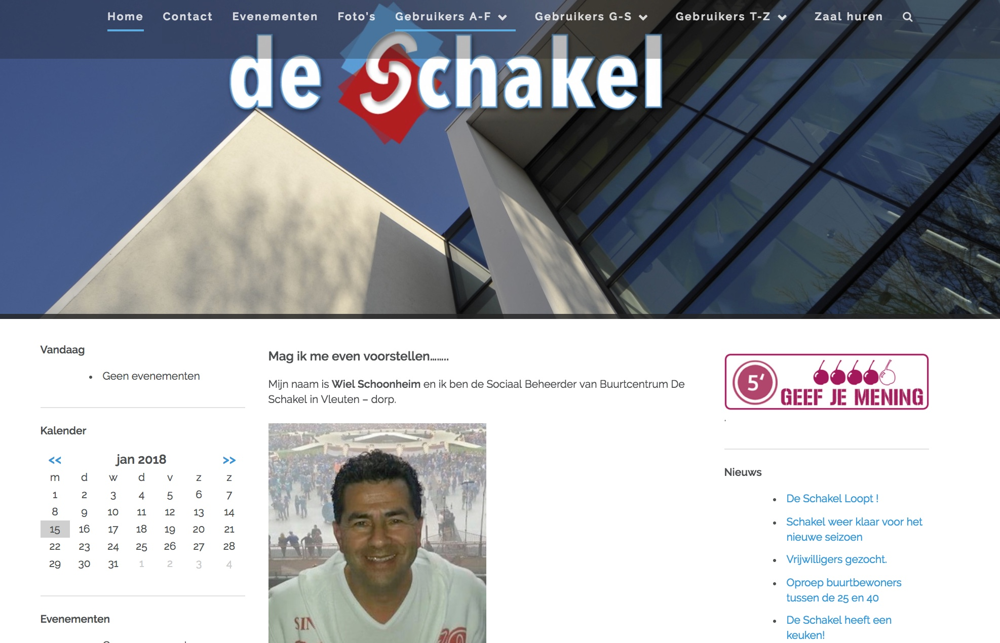 Home Contact Evenementen Foto's Gebruikers A-F Gebruikers G-S Gebruikers T-Z Zaal huren
de Schakel
Vandaag
Geen evenementen
Kalender
<< jan 2018 >>
m d w d v z z
1 2 3 4 5 6 7
8 9 10 11 12 13 14
15 16 17 18 19 20 21
22 23 24 25 26 27 28
29 30 31 1 2 3 4
Evenementen
Mag ik me even voorstellen........
Mijn naam is Wiel Schoonheim en ik ben de Sociaal Beheerder van Buurtcentrum De
Schakel in Vleuten – dorp.
SIN
5'
GEEF JE MENING
.
Nieuws
De Schakel Loopt !
Schakel weer klaar voor het
nieuwe seizoen
Vrijwilligers gezocht.
Oproep buurtbewoners
tussen de 25 en 40
De Schakel heeft een
keuken!